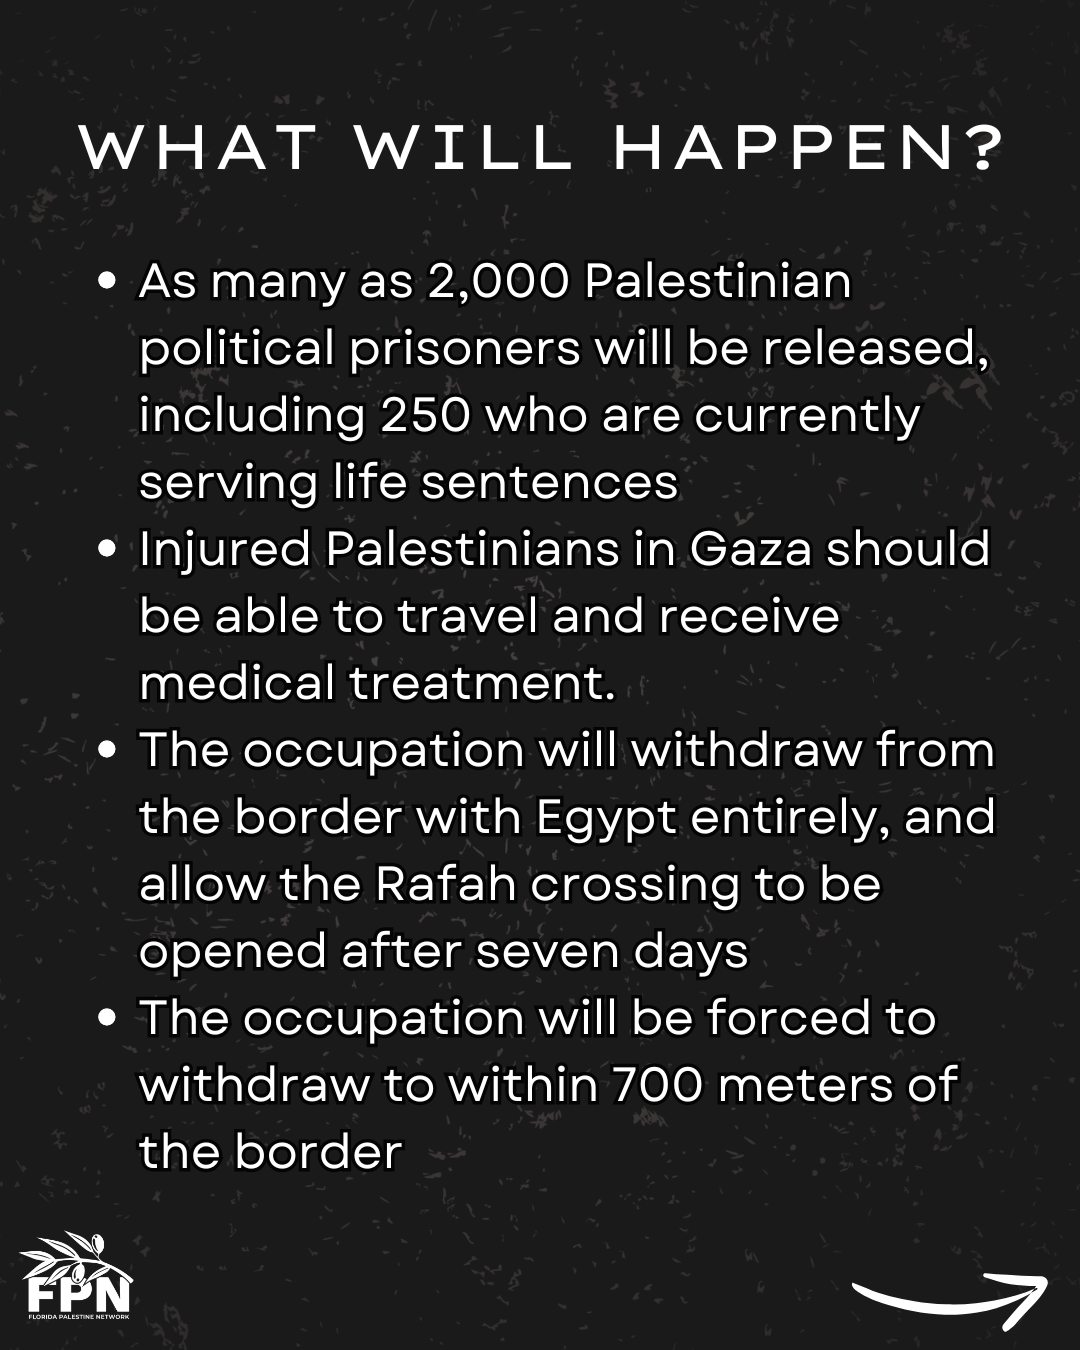 WHAT WILL HAPPEN?
• As many as 2,000 Palestinian
political prisoners will be released,
including 250 who are currently
serving life sentences
• Injured Palestinians in Gaza should
be able to travel and receive
medical treatment.
• The occupation will withdraw from
the border with Egypt entirely, and
allow the Rafah crossing to be
opened after seven days
• The occupation will be forced to
withdraw to within 700 meters of
the border
FPN
FLORIDA PALESTINE NETWORK